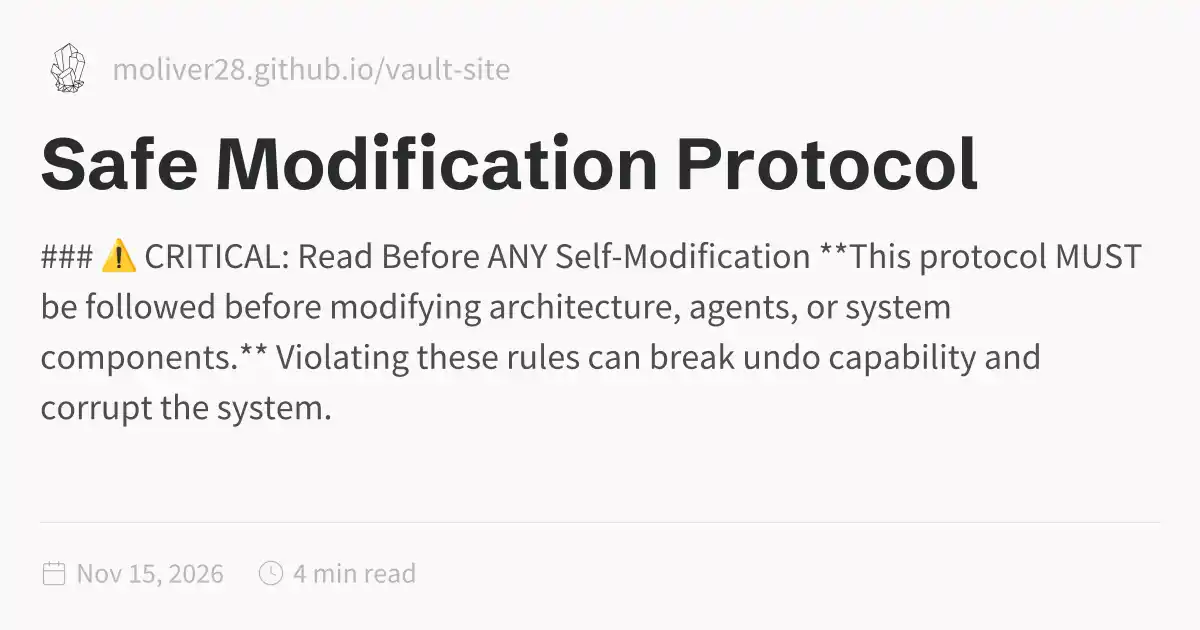 moliver28.github.io/vault-site
Safe Modification Protocol
### ⚠️ CRITICAL: Read Before ANY Self-Modification **This protocol MUST
be followed before modifying architecture, agents, or system
components.** Violating these rules can break undo capability and
corrupt the system.
Nov 15, 2026 4 min read